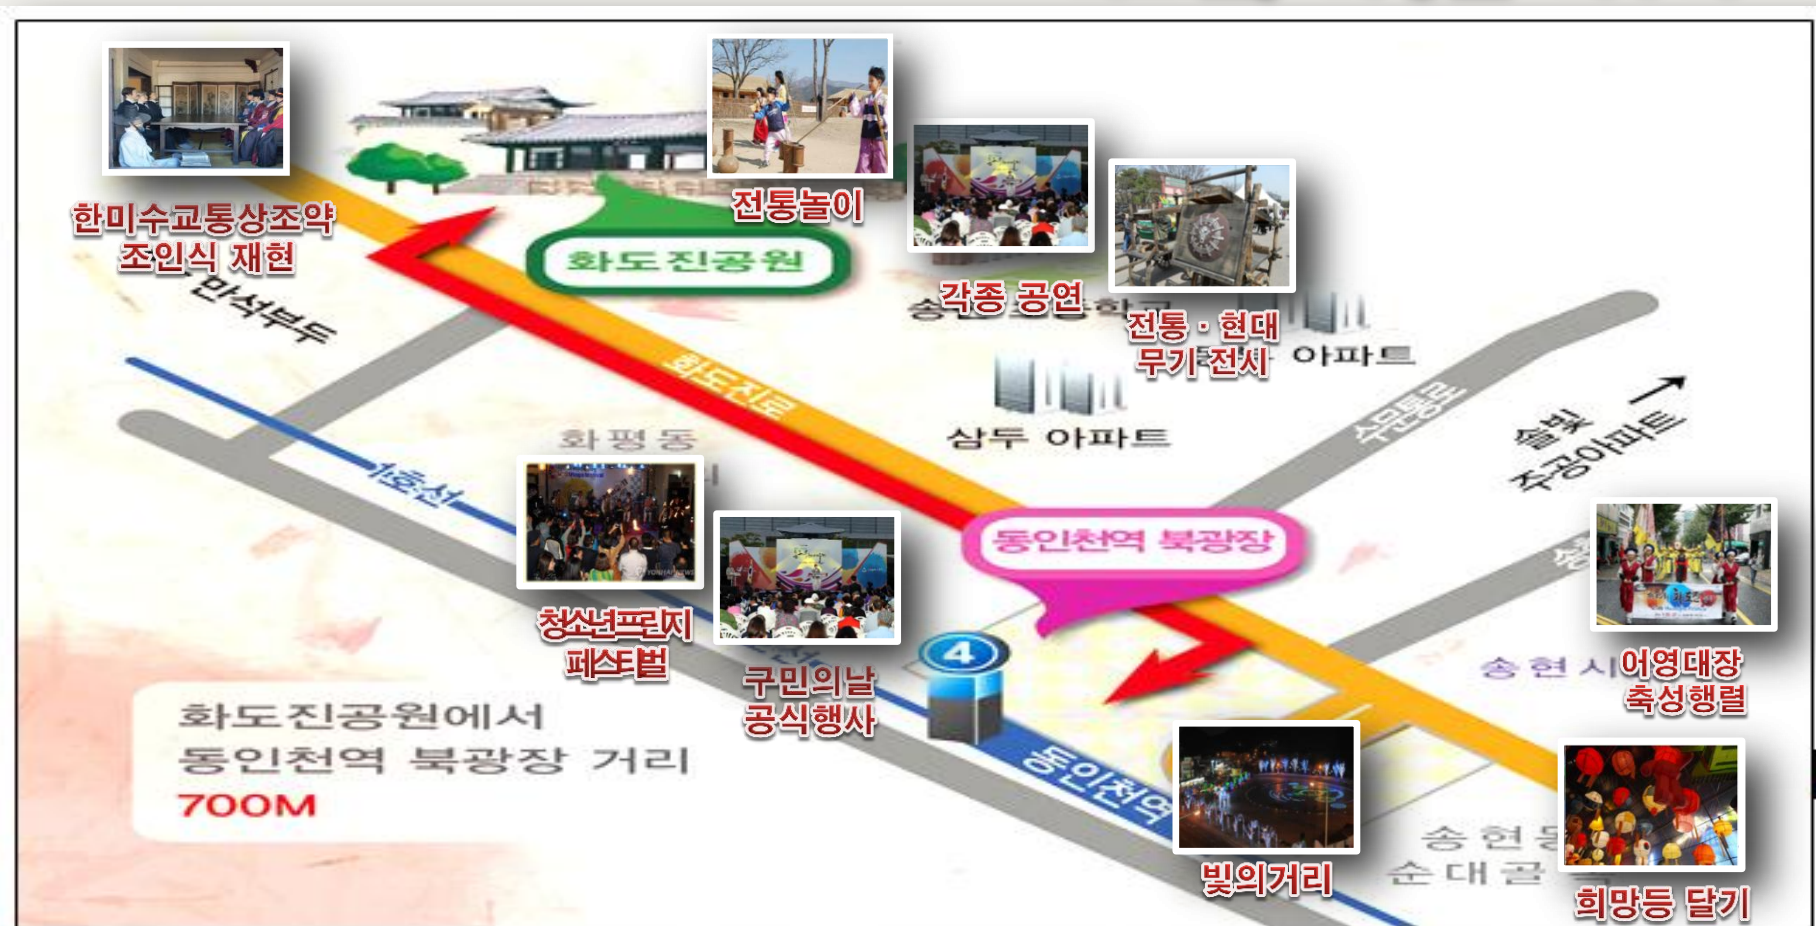 한미수교통상조약
조인식 재현
만석부두
전통놀이
화도진공원
각종 공연
전통·현대
무기 전시
아파트
삼두 아파트
화도진로
수문통로
솔빛
주공아파트
화평동
1호선
동인천역 북광장
청소년프린지
페스티벌
구민의날
공식행사
4
송현시
어영대장
축성행렬
화도진공원에서
동인천역 북광장 거리
700M
동인천역
빛의거리
송현동
순대골목
희망등 달기